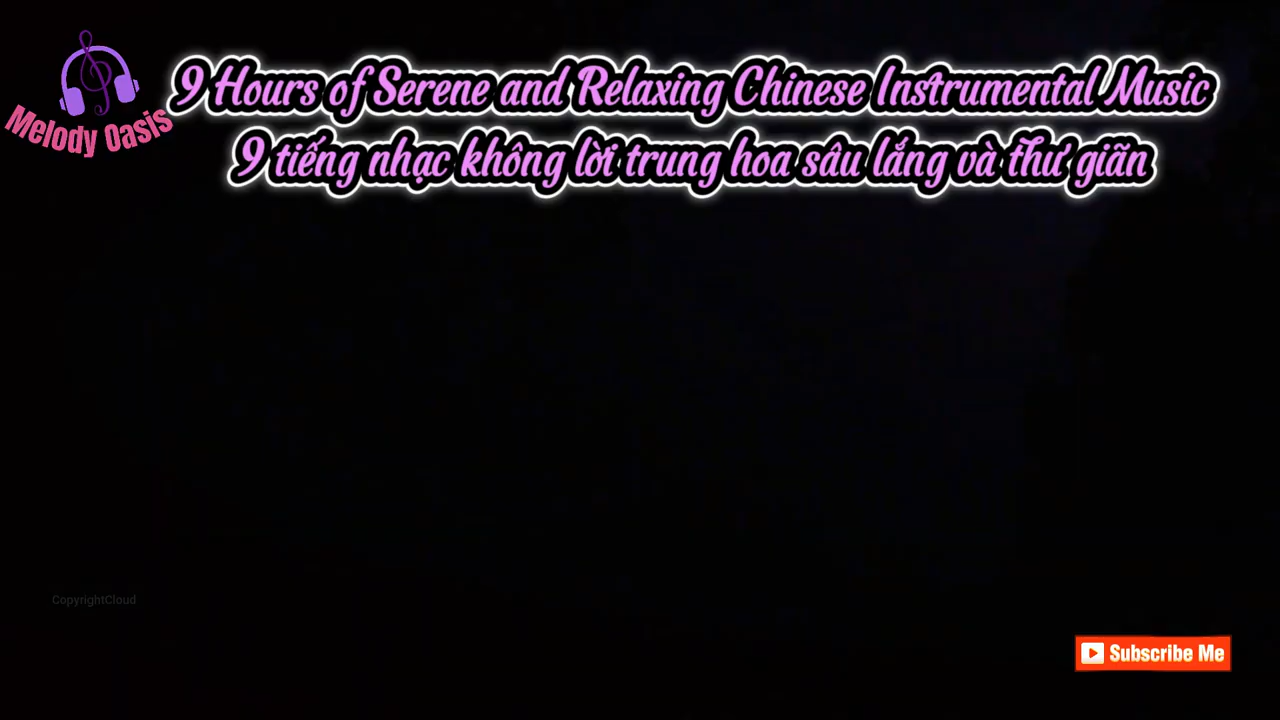 9 Hours of Serene and Relaxing Chinese Instrumental Music
Melody Oasis
9 tiếng nhạc không lời trung hoa sâu lắng và thư giãn
CopyrightCloud
Subscribe Me